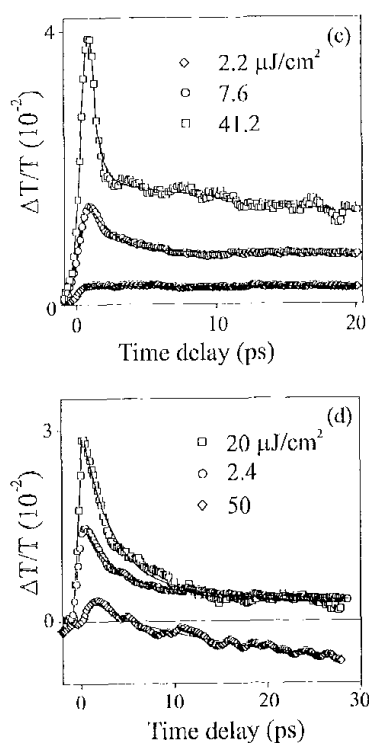 (c)
4
◇ 2.2 μJ/cm²
○ 7.6
□ 41.2
ΔT/T (10⁻²)
0
0 10 20
Time delay (ps)
(d)
3
□ 20 μJ/cm²
○ 2.4
◇ 50
ΔT/T (10⁻²)
0
0 10 20 30
Time delay (ps)